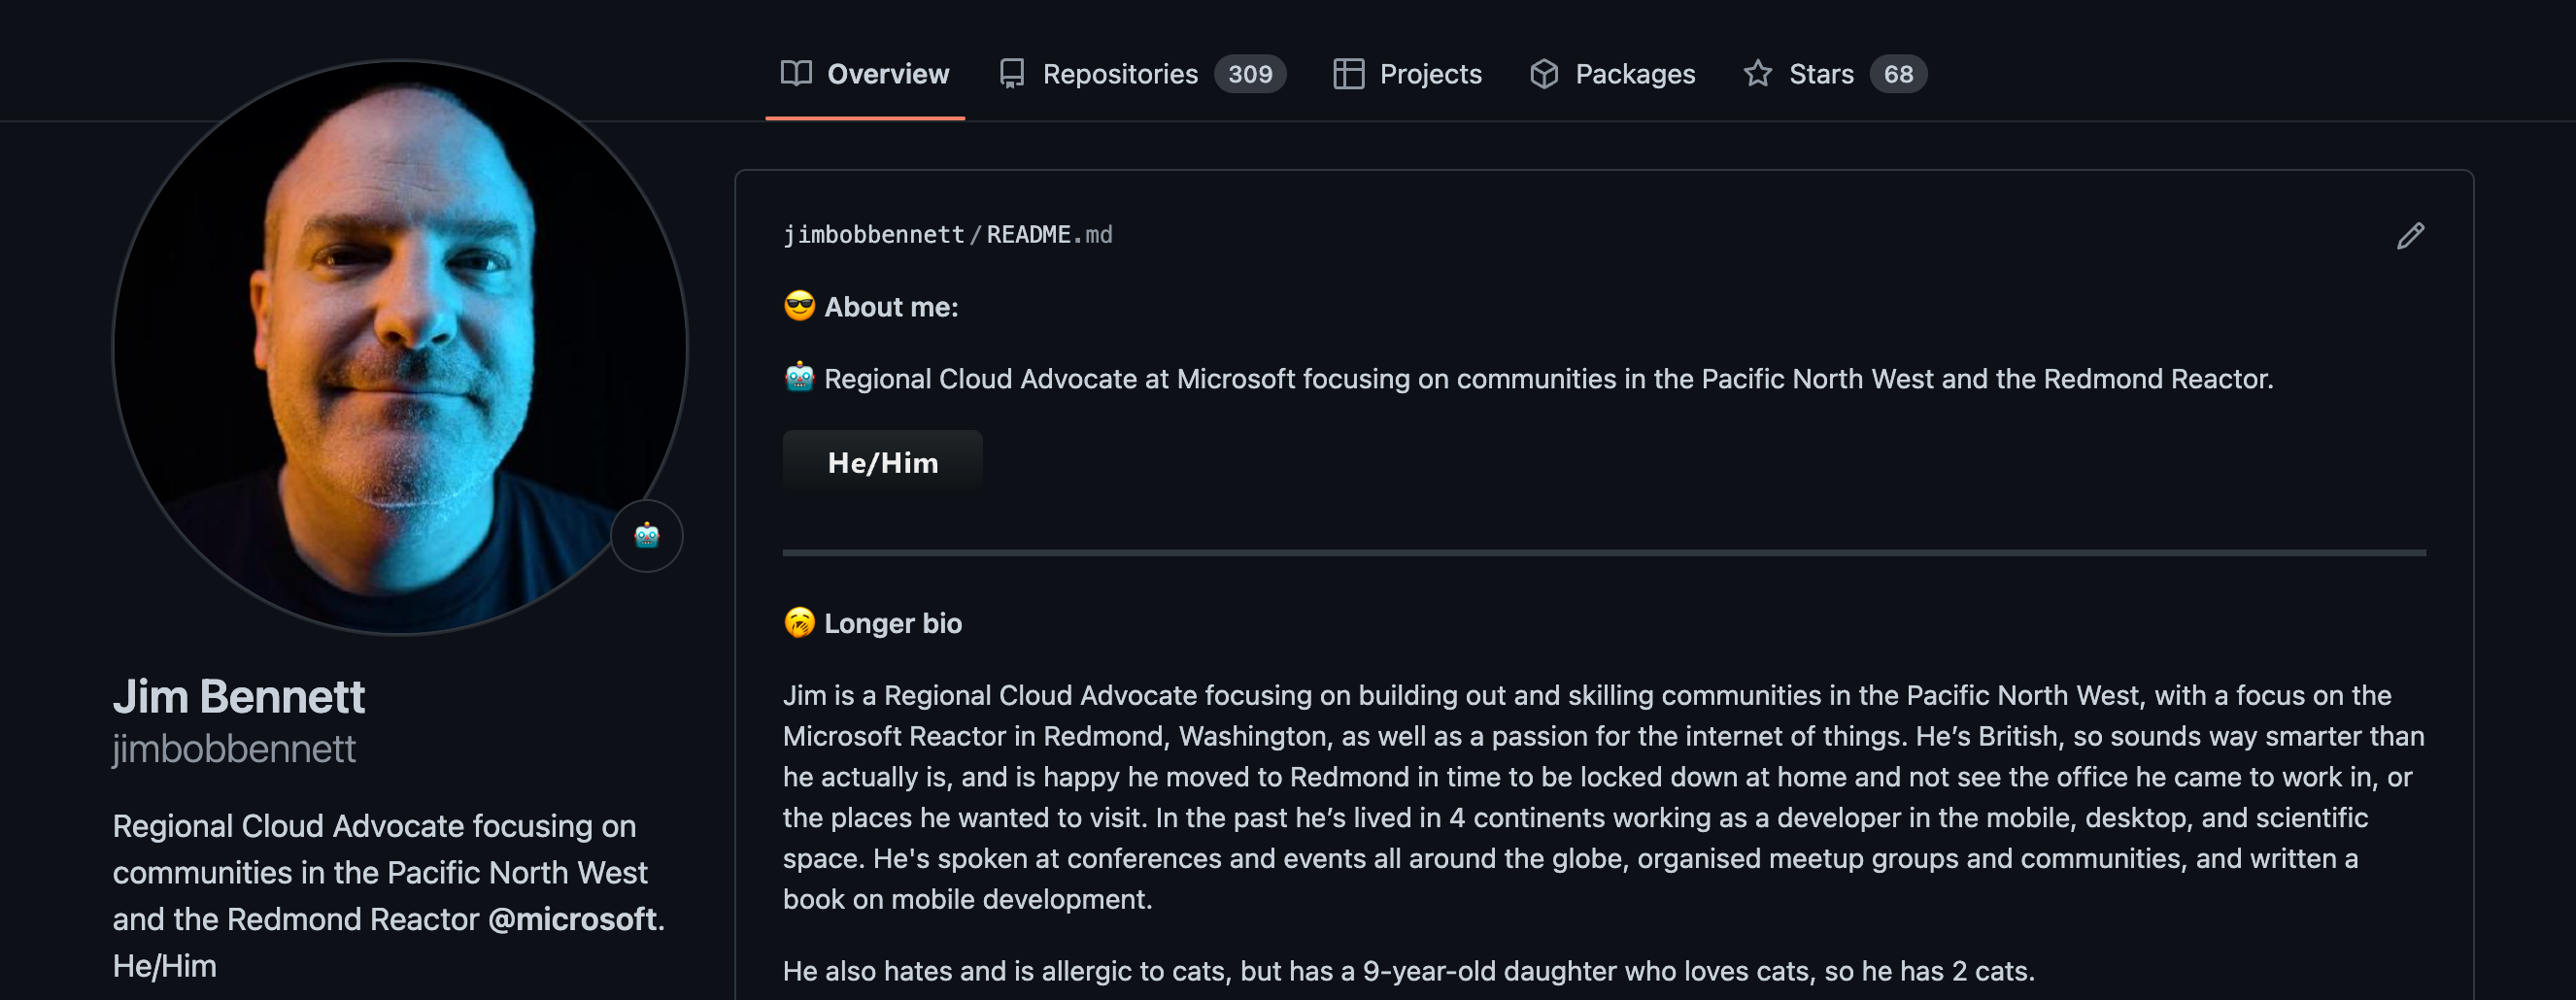 Overview Repositories 309 Projects Packages Stars 68
jimbobbennett/README.md
😎 About me:
🤖 Regional Cloud Advocate at Microsoft focusing on communities in the Pacific North West and the Redmond Reactor.
He/Him
🥱 Longer bio
Jim is a Regional Cloud Advocate focusing on building out and skilling communities in the Pacific North West, with a focus on the
Microsoft Reactor in Redmond, Washington, as well as a passion for the internet of things. He’s British, so sounds way smarter than
he actually is, and is happy he moved to Redmond in time to be locked down at home and not see the office he came to work in, or
the places he wanted to visit. In the past he’s lived in 4 continents working as a developer in the mobile, desktop, and scientific
space. He's spoken at conferences and events all around the globe, organised meetup groups and communities, and written a
book on mobile development.
He also hates and is allergic to cats, but has a 9-year-old daughter who loves cats, so he has 2 cats.
Jim Bennett
jimbobbennett
Regional Cloud Advocate focusing on
communities in the Pacific North West
and the Redmond Reactor @microsoft.
He/Him